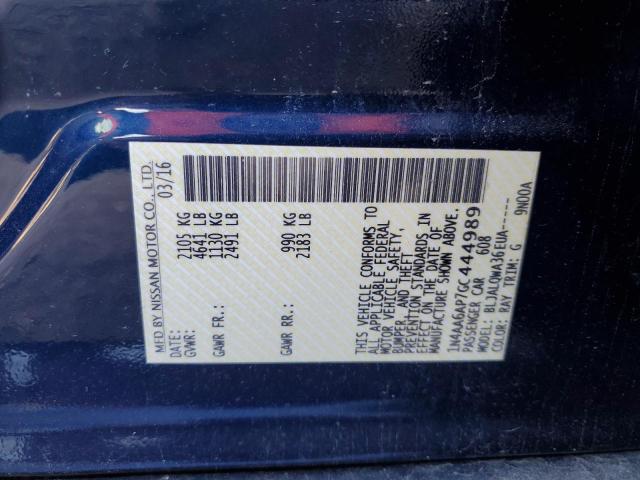 MFD BY NISSAN MOTOR CO., LTD.
03/16
GVWR: 2105 KG
4641 LB
GAWR FR.: 1130 KG
2491 LB
GAWR RR.: 990 KG
2183 LB
THIS VEHICLE CONFORMS TO
ALL APPLICABLE FEDERAL
MOTOR VEHICLE SAFETY,
BUMPER, AND THEFT
PREVENTION STANDARDS IN
EFFECT ON THE DATE OF
MANUFACTURE SHOWN ABOVE.
1N4AA6AP7GC444989
PASSENGER CAR 608
MODEL: BLJALOWA36EUA-----
COLOR: RAY TRIM: G 9N00A